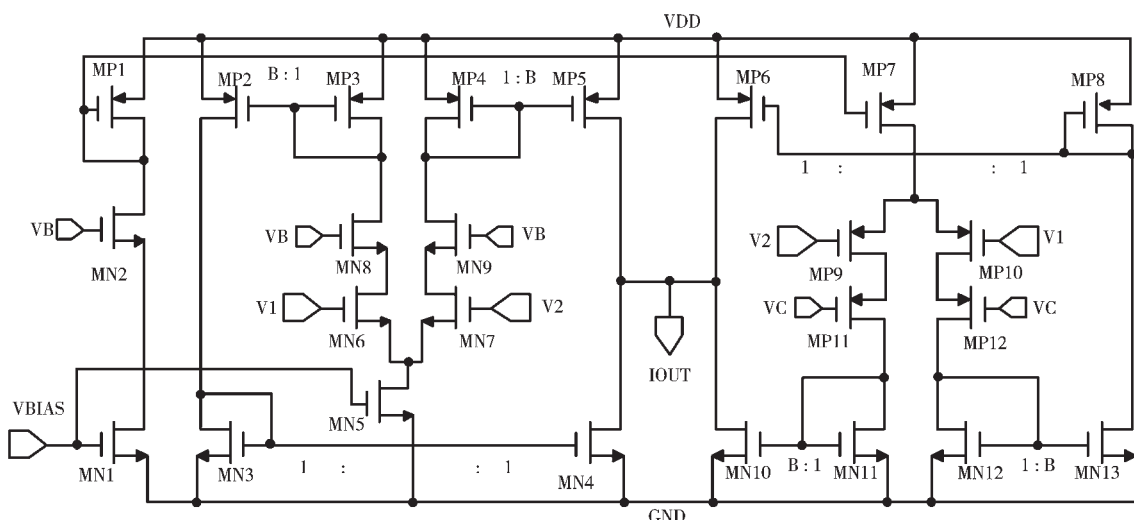 VDD
MP1
MP2
B:1
MP3
MP4
1:B
MP5
MP6
MP7
MP8
1 : : 1
VB
MN2
VB
MN8
VB
MN9
V2
MP9
V1
MP10
V1
MN6
V2
MN7
VC
MP11
VC
MP12
IOUT
VBIAS
MN5
MN1
MN3
1 : : 1
MN4
MN10
B:1
MN11
MN12
1:B
MN13
GND